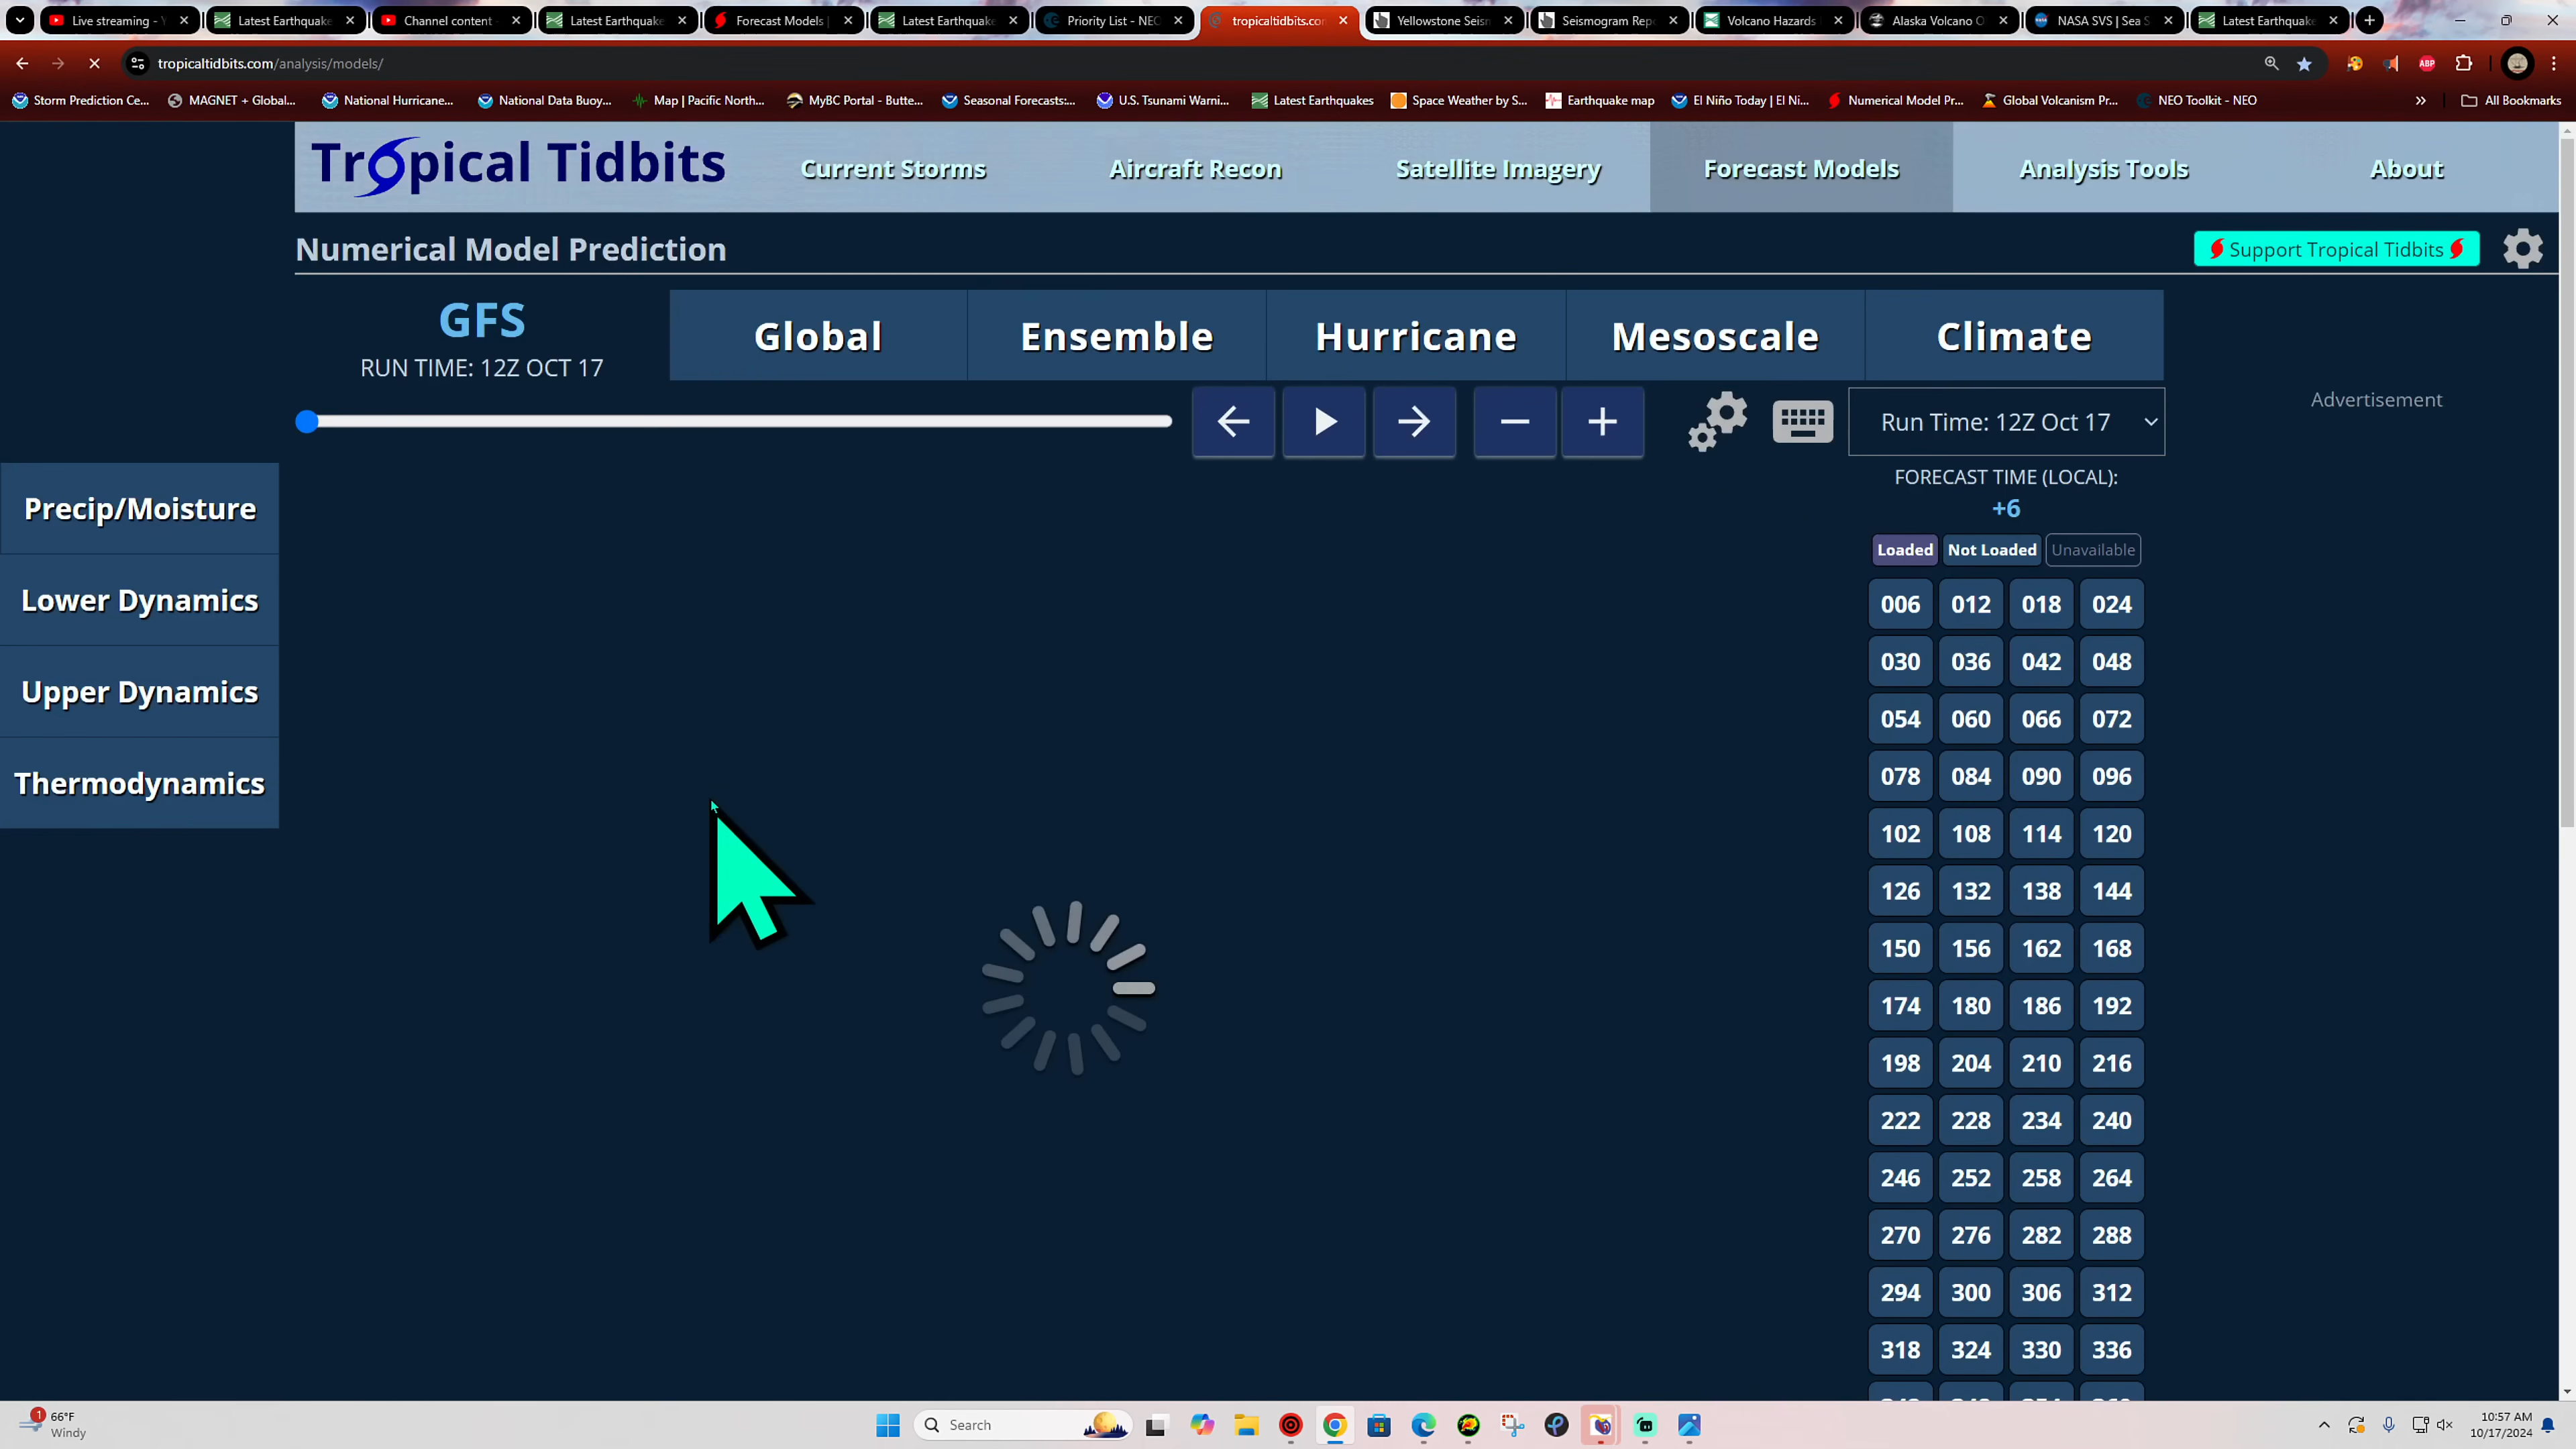 Live streaming - Y
Latest Earthquake
Channel content -
Latest Earthquake
Forecast Models |
Latest Earthquake
Priority List - NEO
tropicaltidbits.com
Yellowstone Seism
Seismogram Repo
Volcano Hazards
Alaska Volcano O
NASA SVS | Sea S
Latest Earthquake
tropicaltidbits.com/analysis/models/
ABP
Storm Prediction Ce...
MAGNET + Global...
National Hurricane...
National Data Buoy...
Map | Pacific North...
MyBC Portal - Butte...
Seasonal Forecasts:...
U.S. Tsunami Warni...
Latest Earthquakes
Space Weather by S...
Earthquake map
El Niño Today | El Ni...
Numerical Model Pr...
Global Volcanism Pr...
NEO Toolkit - NEO
All Bookmarks
Tropical Tidbits
Current Storms
Aircraft Recon
Satellite Imagery
Forecast Models
Analysis Tools
About
Numerical Model Prediction
Support Tropical Tidbits
GFS
RUN TIME: 12Z OCT 17
Global
Ensemble
Hurricane
Mesoscale
Climate
Run Time: 12Z Oct 17
Advertisement
FORECAST TIME (LOCAL):
+6
Loaded Not Loaded Unavailable
Precip/Moisture
Lower Dynamics
Upper Dynamics
Thermodynamics
006 012 018 024
030 036 042 048
054 060 066 072
078 084 090 096
102 108 114 120
126 132 138 144
150 156 162 168
174 180 186 192
198 204 210 216
222 228 234 240
246 252 258 264
270 276 282 288
294 300 306 312
318 324 330 336
1
66°F
Windy
Search
10:57 AM
10/17/2024